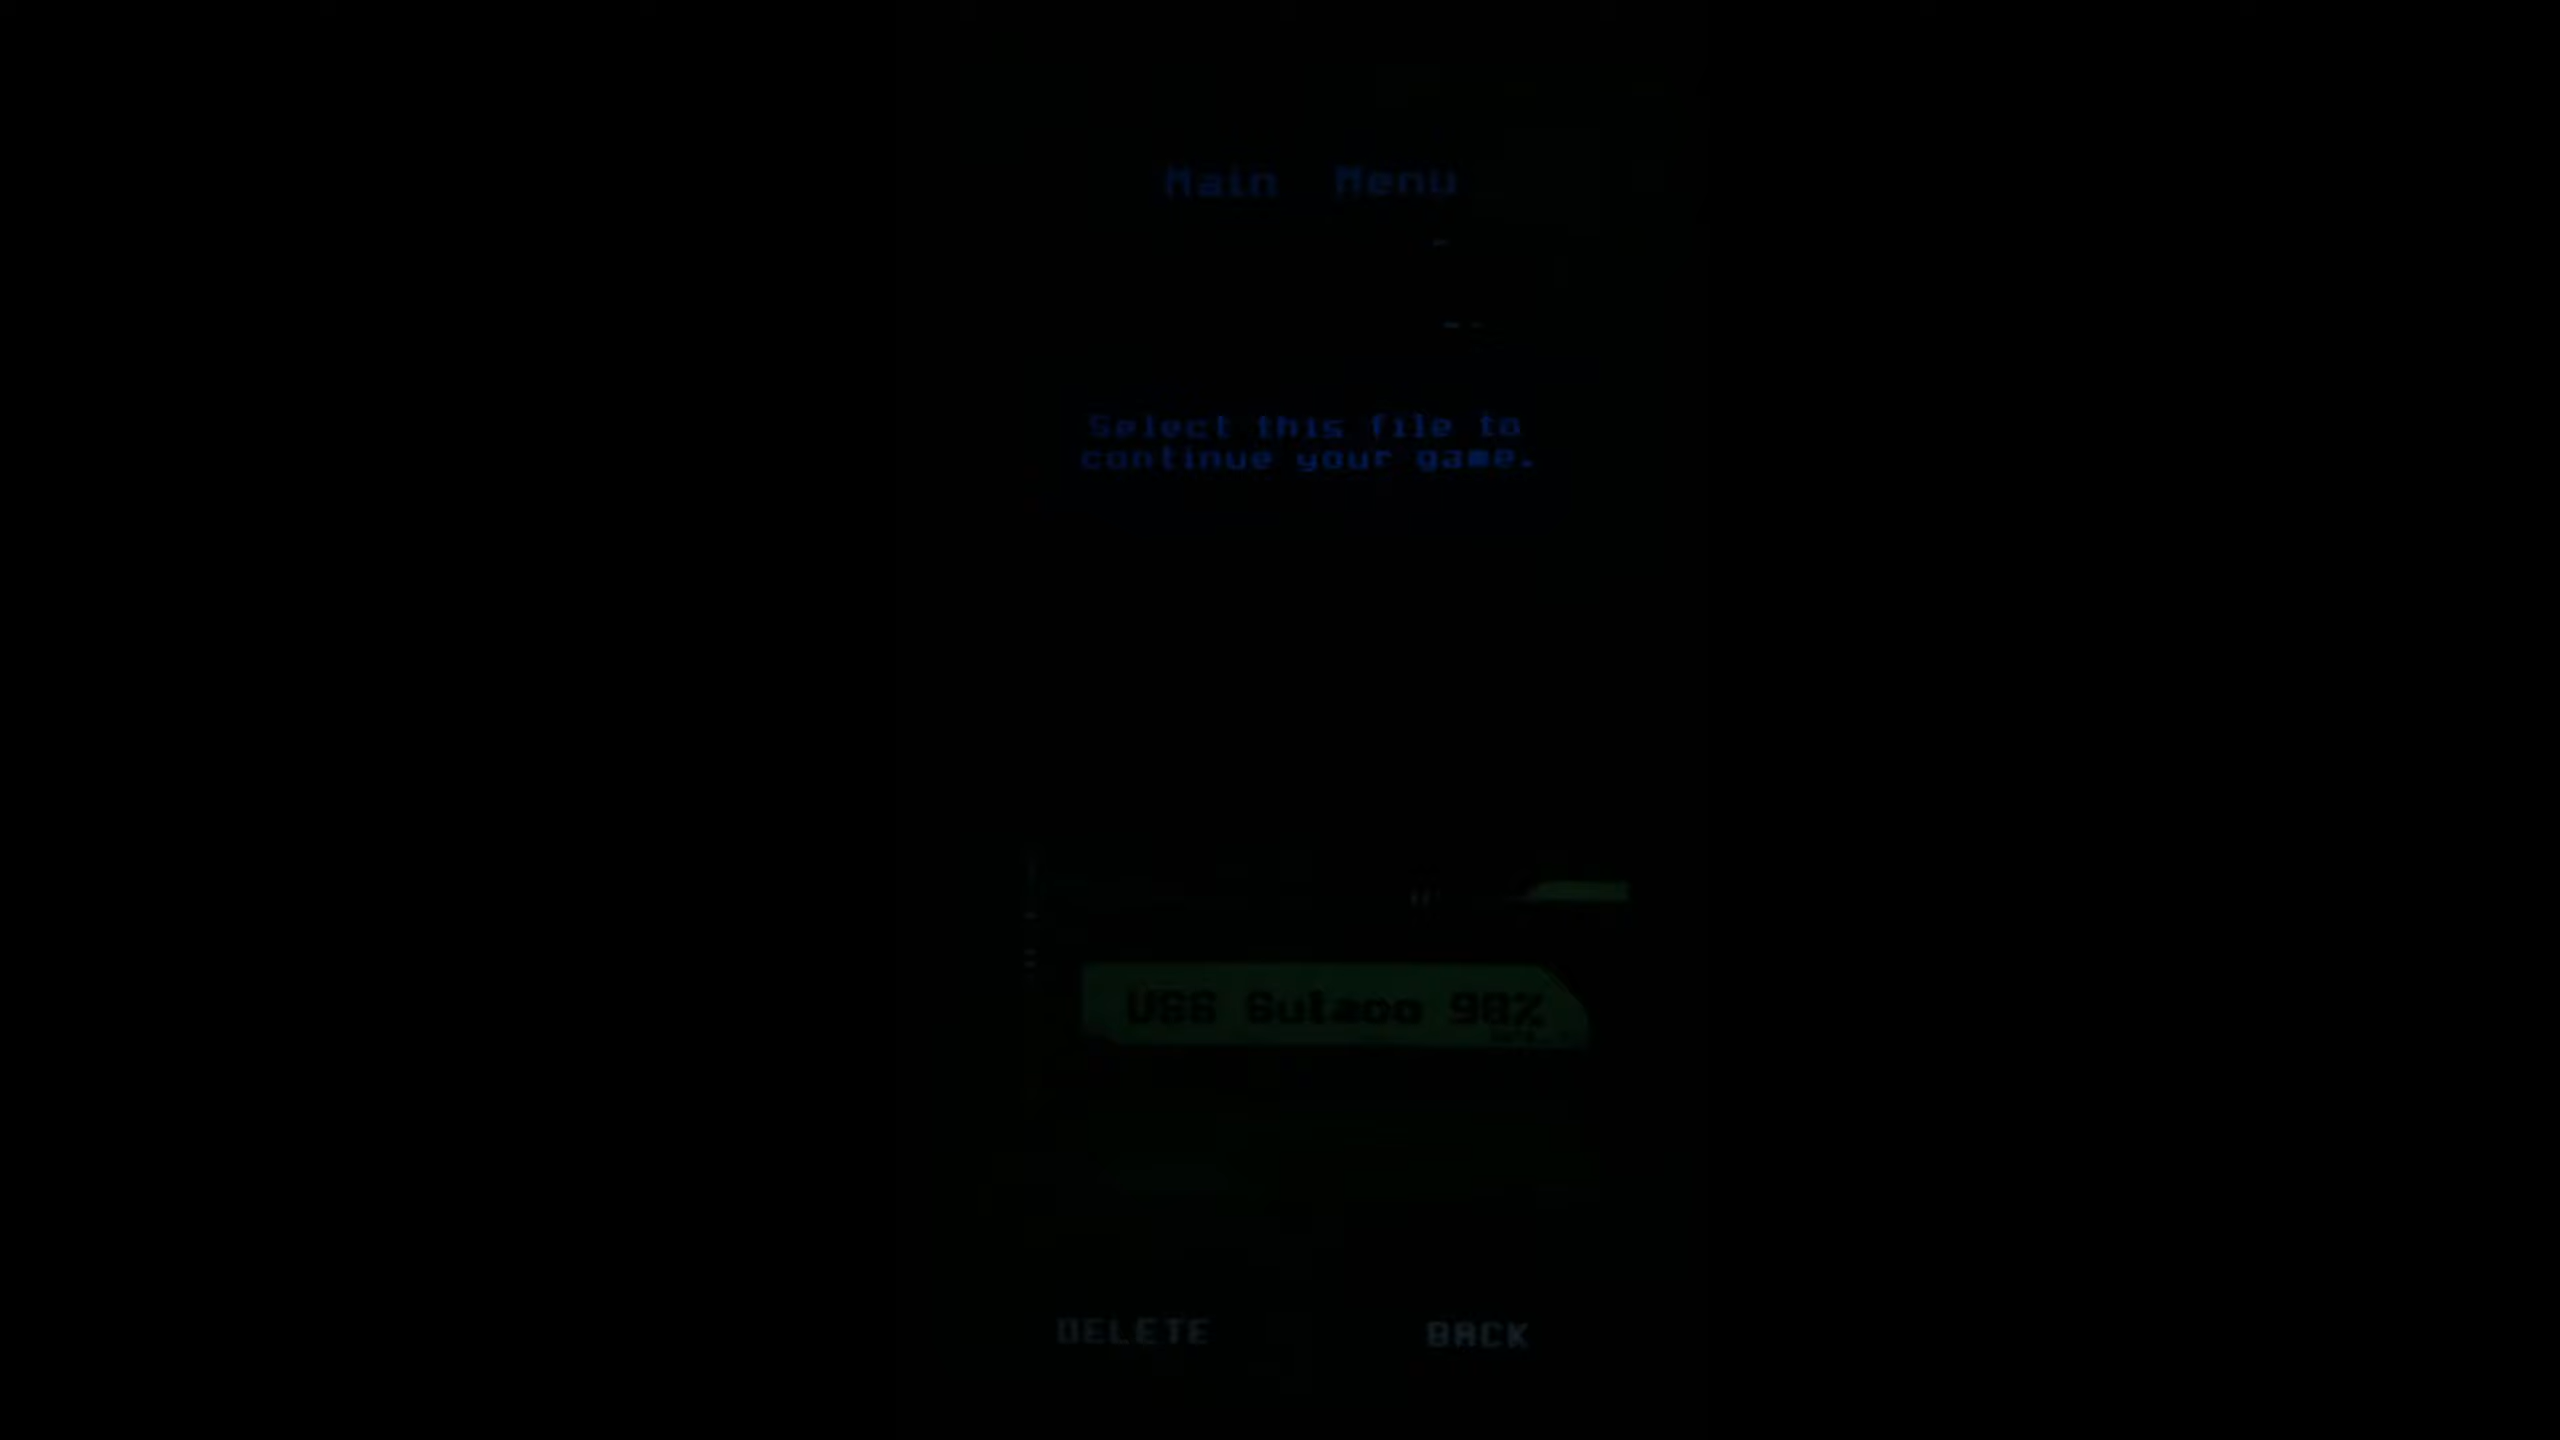 Main Menu
Select this file to
continue your game.
USS Sulaco 98%
DELETE BACK